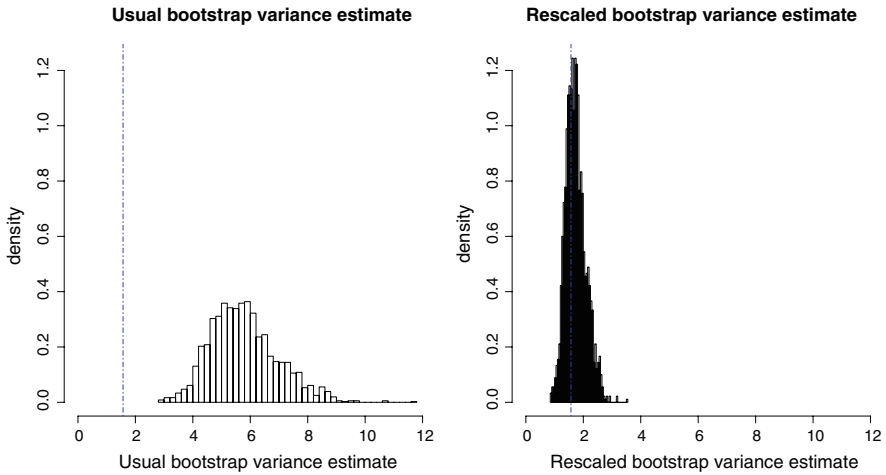 Usual bootstrap variance estimate
density
0.0 0.2 0.4 0.6 0.8 1.0 1.2
0 2 4 6 8 10 12
Usual bootstrap variance estimate
Rescaled bootstrap variance estimate
density
0.0 0.2 0.4 0.6 0.8 1.0 1.2
0 2 4 6 8 10 12
Rescaled bootstrap variance estimate